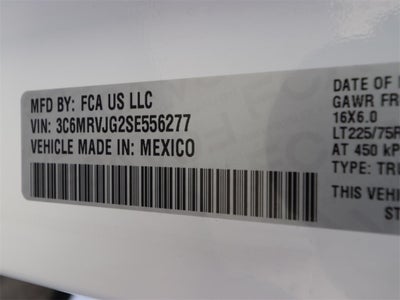 MFD BY: FCA US LLC
VIN: 3C6MRVJG2SE556277
VEHICLE MADE IN: MEXICO
DATE OF
GAWR FR
16X6.0
LT225/75R
AT 450 kP
TYPE: TRU
THIS VEHI
ST